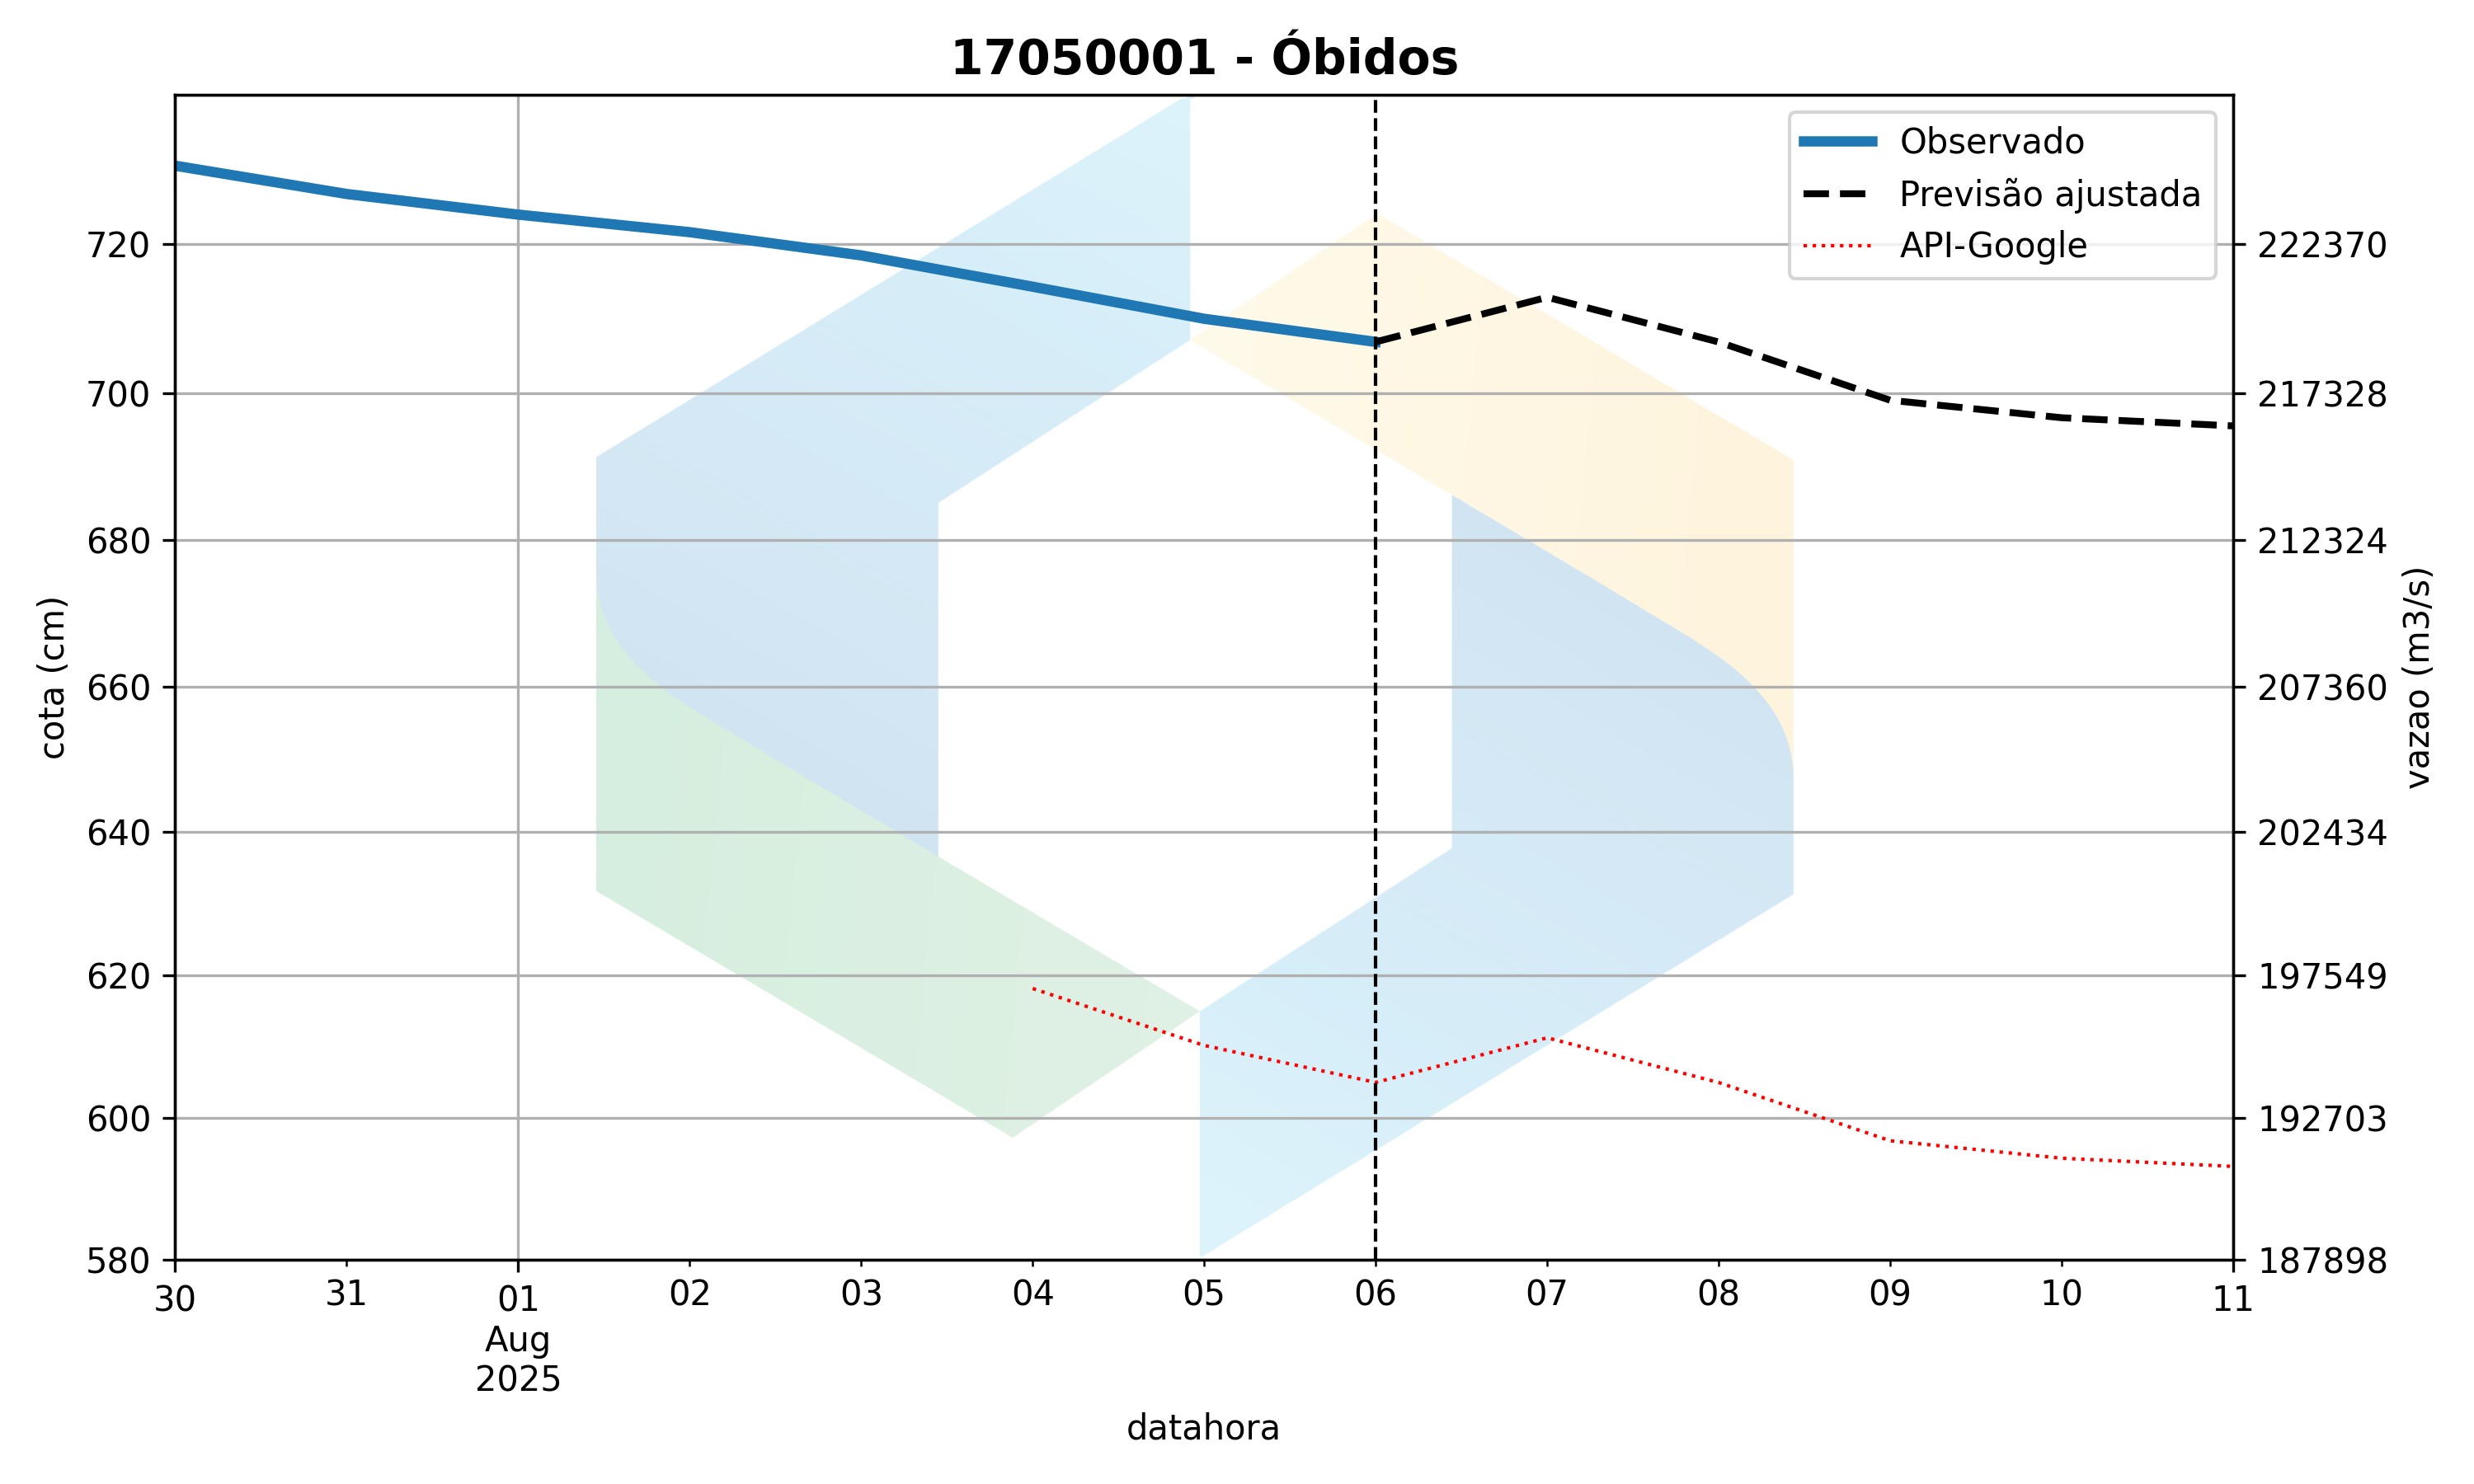 17050001 - Óbidos
Observado
Previsão ajustada
API-Google
720
700
680
660
640
620
600
580
cota (cm)
222370
217328
212324
207360
202434
197549
192703
187898
vazao (m3/s)
30 31 01 02 03 04 05 06 07 08 09 10 11
Aug
2025
datahora